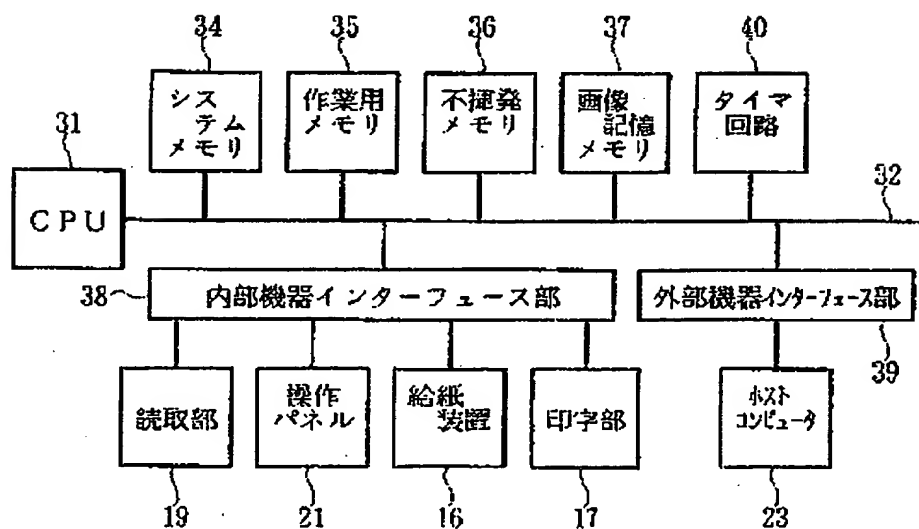 34
35
36
37
40
シス
テム
メモリ
作業用
メモリ
不揮発
メモリ
画像
記憶
メモリ
タイマ
回路
31
CPU
32
38
内部機器インターフェース部
外部機器インターフェース部
39
読取部
操作
パネル
給紙
装置
印字部
ホスト
コンピュータ
19
21
16
17
23